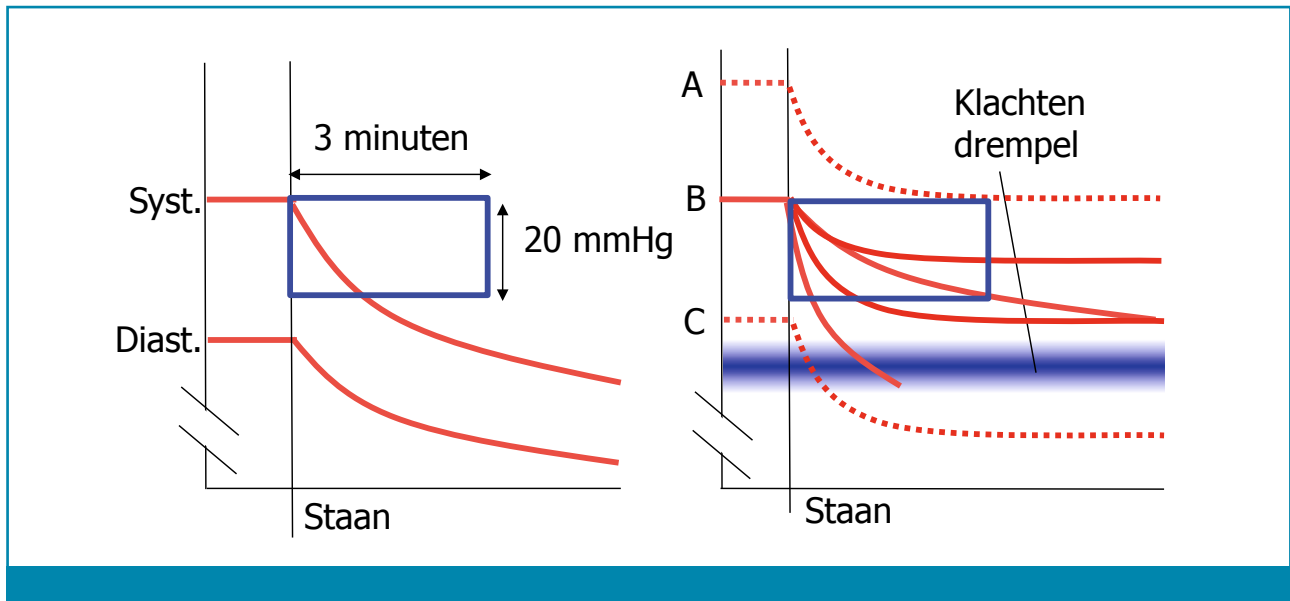 3 minuten
Syst.
20 mmHg
Diast.
Staan
A
Klachten
drempel
B
C
Staan